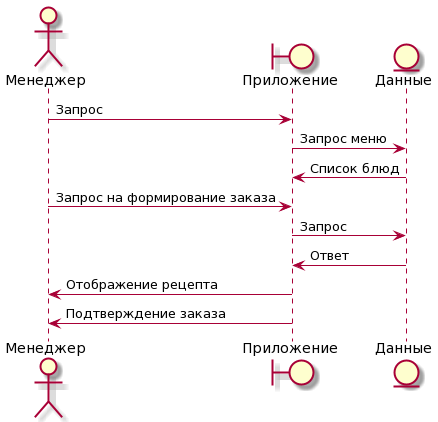 Менеджер
Приложение
Данные
Запрос
Запрос меню
Список блюд
Запрос на формирование заказа
Запрос
Ответ
Отображение рецепта
Подтверждение заказа
Менеджер
Приложение
Данные